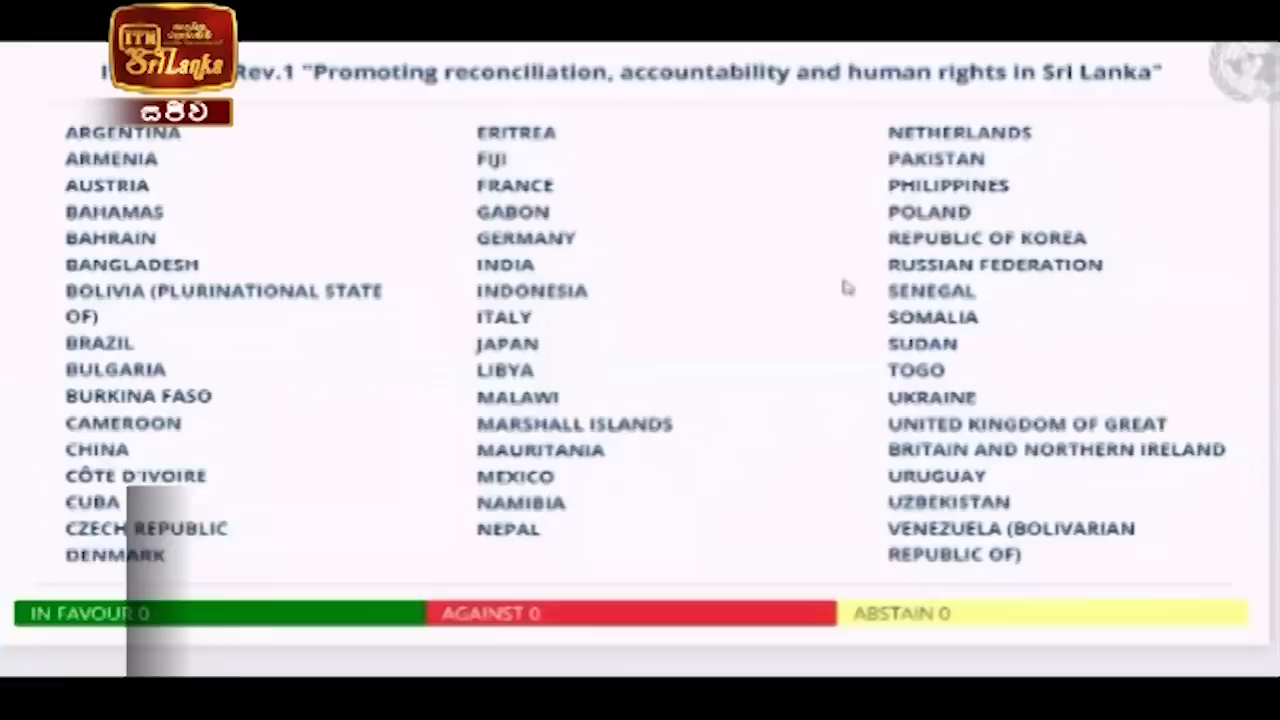 ITN
Sri Lanka
සජීව
Rev.1 "Promoting reconciliation, accountability and human rights in Sri Lanka"
ARGENTINA
ARMENIA
AUSTRIA
BAHAMAS
BAHRAIN
BANGLADESH
BOLIVIA (PLURINATIONAL STATE
OF)
BRAZIL
BULGARIA
BURKINA FASO
CAMEROON
CHINA
CÔTE D'IVOIRE
CUBA
CZECH REPUBLIC
DENMARK
ERITREA
FIJI
FRANCE
GABON
GERMANY
INDIA
INDONESIA
ITALY
JAPAN
LIBYA
MALAWI
MARSHALL ISLANDS
MAURITANIA
MEXICO
NAMIBIA
NEPAL
NETHERLANDS
PAKISTAN
PHILIPPINES
POLAND
REPUBLIC OF KOREA
RUSSIAN FEDERATION
SENEGAL
SOMALIA
SUDAN
TOGO
UKRAINE
UNITED KINGDOM OF GREAT
BRITAIN AND NORTHERN IRELAND
URUGUAY
UZBEKISTAN
VENEZUELA (BOLIVARIAN
REPUBLIC OF)
IN FAVOUR 0
AGAINST 0
ABSTAIN 0